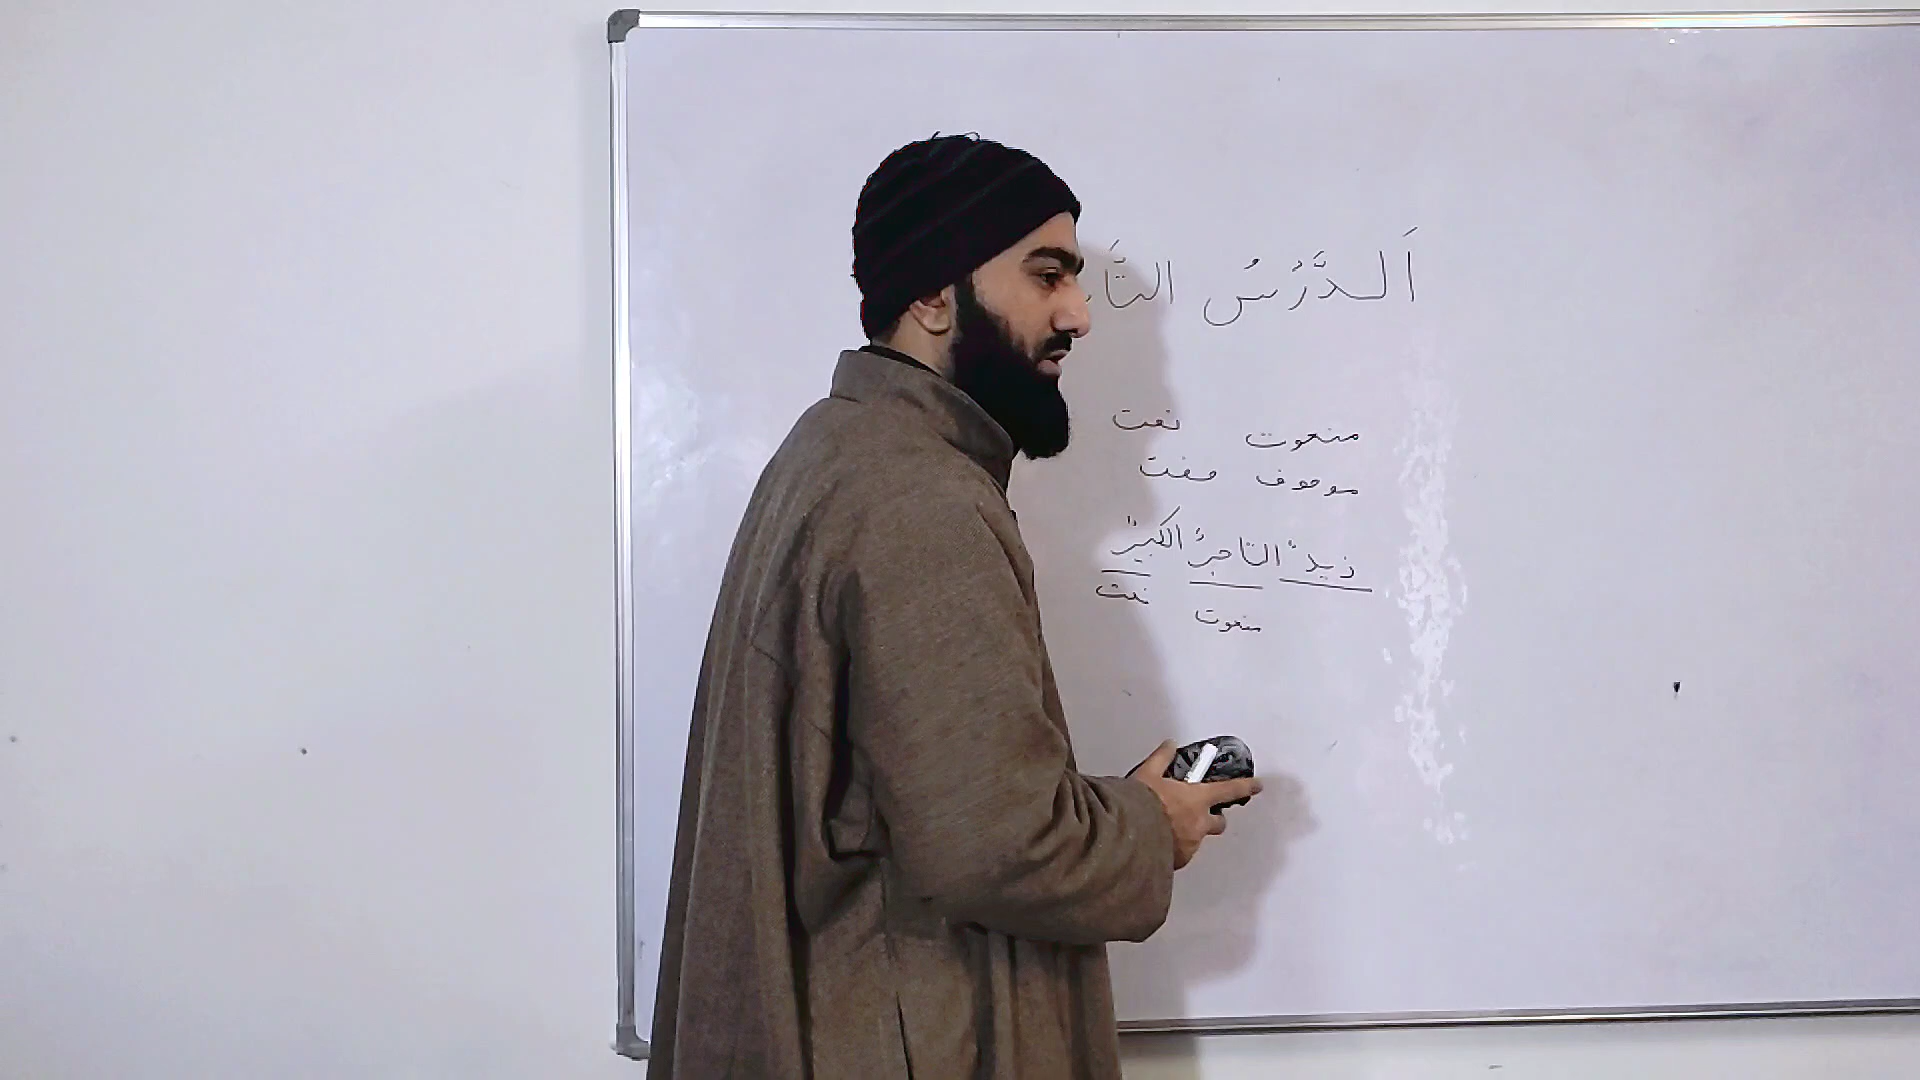 اَلدَّرْسُ
منعوت نعت
موصوف صفت
زيدٌ التاجرُ الكبيرُ
منعوت نعت